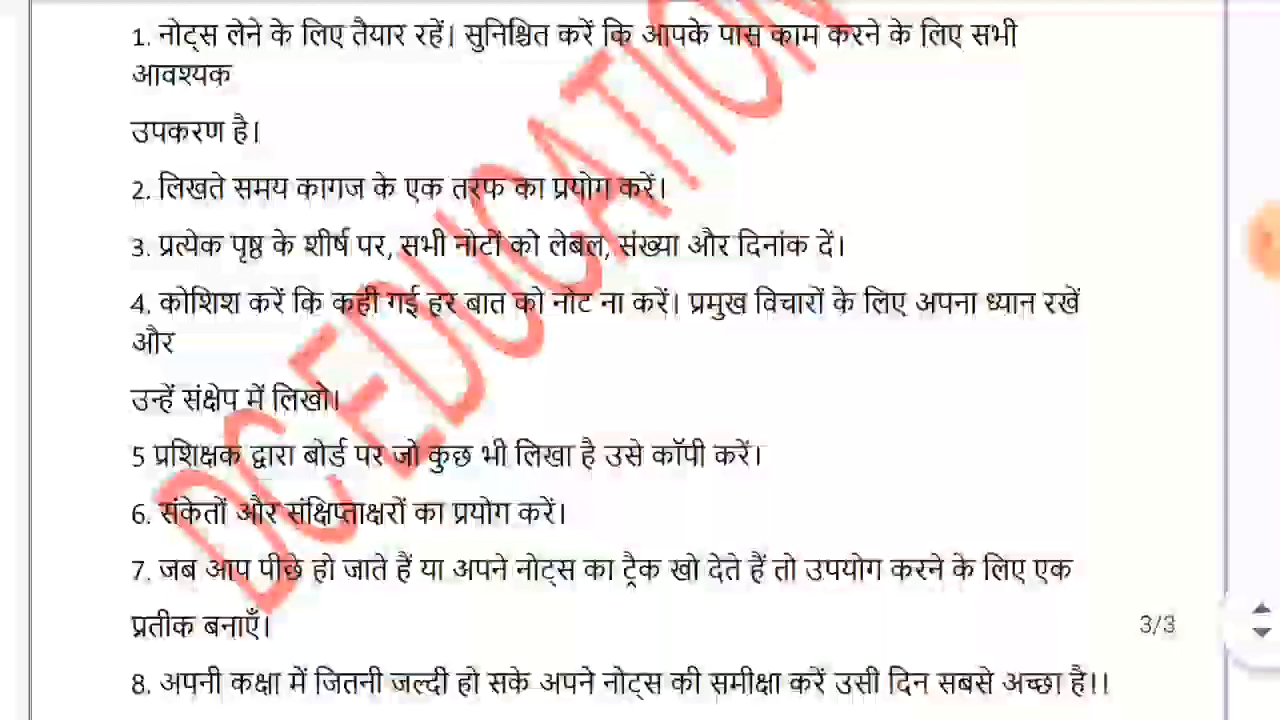 1. नोट्स लेने के लिए तैयार रहें। सुनिश्चित करें कि आपके पास काम करने के लिए सभी
आवश्यक
उपकरण है।
2. लिखते समय कागज के एक तरफ का प्रयोग करें।
3. प्रत्येक पृष्ठ के शीर्ष पर, सभी नोटों को लेबल, संख्या और दिनांक दें।
4. कोशिश करें कि कही गई हर बात को नोट ना करें। प्रमुख विचारों के लिए अपना ध्यान रखें
और
उन्हें संक्षेप में लिखो।
5 प्रशिक्षक द्वारा बोर्ड पर जो कुछ भी लिखा है उसे कॉपी करें।
6. संकेतों और संक्षिप्ताक्षरों का प्रयोग करें।
7. जब आप पीछे हो जाते हैं या अपने नोट्स का ट्रैक खो देते हैं तो उपयोग करने के लिए एक
प्रतीक बनाएँ।
3/3
8. अपनी कक्षा में जितनी जल्दी हो सके अपने नोट्स की समीक्षा करें उसी दिन सबसे अच्छा है।।
DC EDUCATION